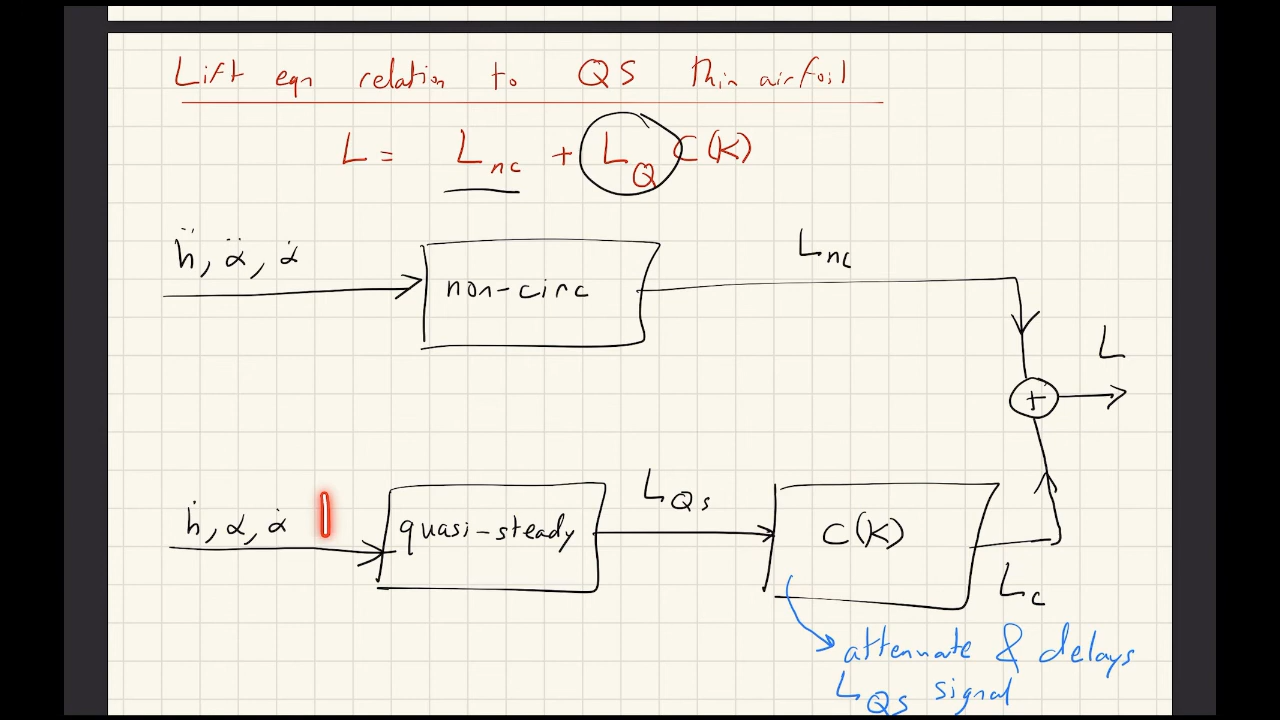 Lift eqn relation to QS thin airfoil
L = L_nc + L_Q C(K)
ḧ, α̈, α̇
non-circ
L_nc
+
L
ḣ, α, α̇
quasi-steady
L_Qs
C(K)
L_c
attenuate & delays
L_QS signal